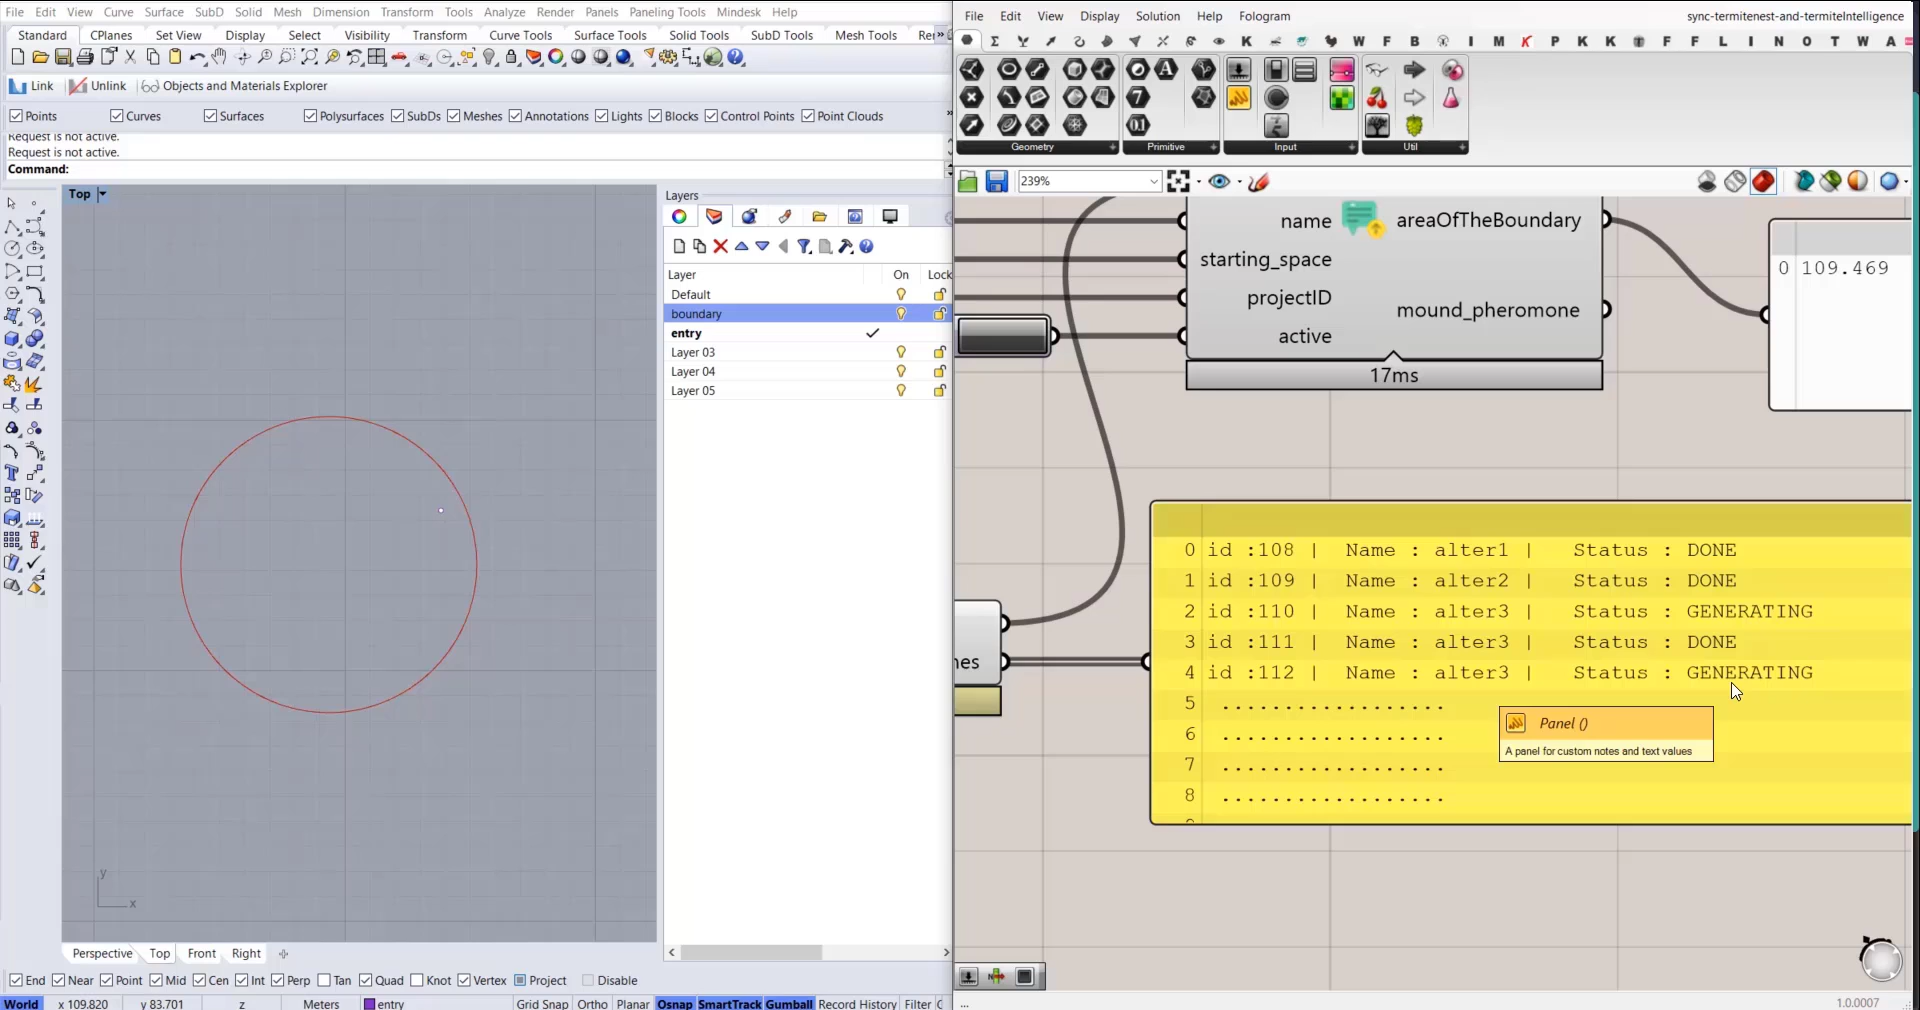 File Edit View Curve Surface SubD Solid Mesh Dimension Transform Tools Analyze Render Panels Paneling Tools Mindesk Help
Standard CPlanes Set View Display Select Visibility Transform Curve Tools Surface Tools Solid Tools SubD Tools Mesh Tools Re
Link Unlink Objects and Materials Explorer
Points Curves Surfaces Polysurfaces SubDs Meshes Annotations Lights Blocks Control Points Point Clouds
Request is not active.
Request is not active.
Command:
Top
y
x
Layers
Layer On Lock
Default
boundary
entry
Layer 03
Layer 04
Layer 05
Perspective Top Front Right
End Near Point Mid Cen Int Perp Tan Quad Knot Vertex Project Disable
World x 109.820 y 83.701 z Meters entry Grid Snap Ortho Planar Osnap SmartTrack Gumball Record History Filter
File Edit View Display Solution Help Fologram
sync-termitenest-and-termiteIntelligence
K W F B I M K P K K F F L I N O T W A
Geometry Primitive Input Util
239%
name
starting_space
projectID
active
areaOfTheBoundary
mound_pheromone
17ms
0 109.469
nes
0 id :108 | Name : alter1 | Status : DONE
1 id :109 | Name : alter2 | Status : DONE
2 id :110 | Name : alter3 | Status : GENERATING
3 id :111 | Name : alter3 | Status : DONE
4 id :112 | Name : alter3 | Status : GENERATING
5 ..................
6 ..................
7 ..................
8 ..................
Panel ()
A panel for custom notes and text values
...
1.0.0007